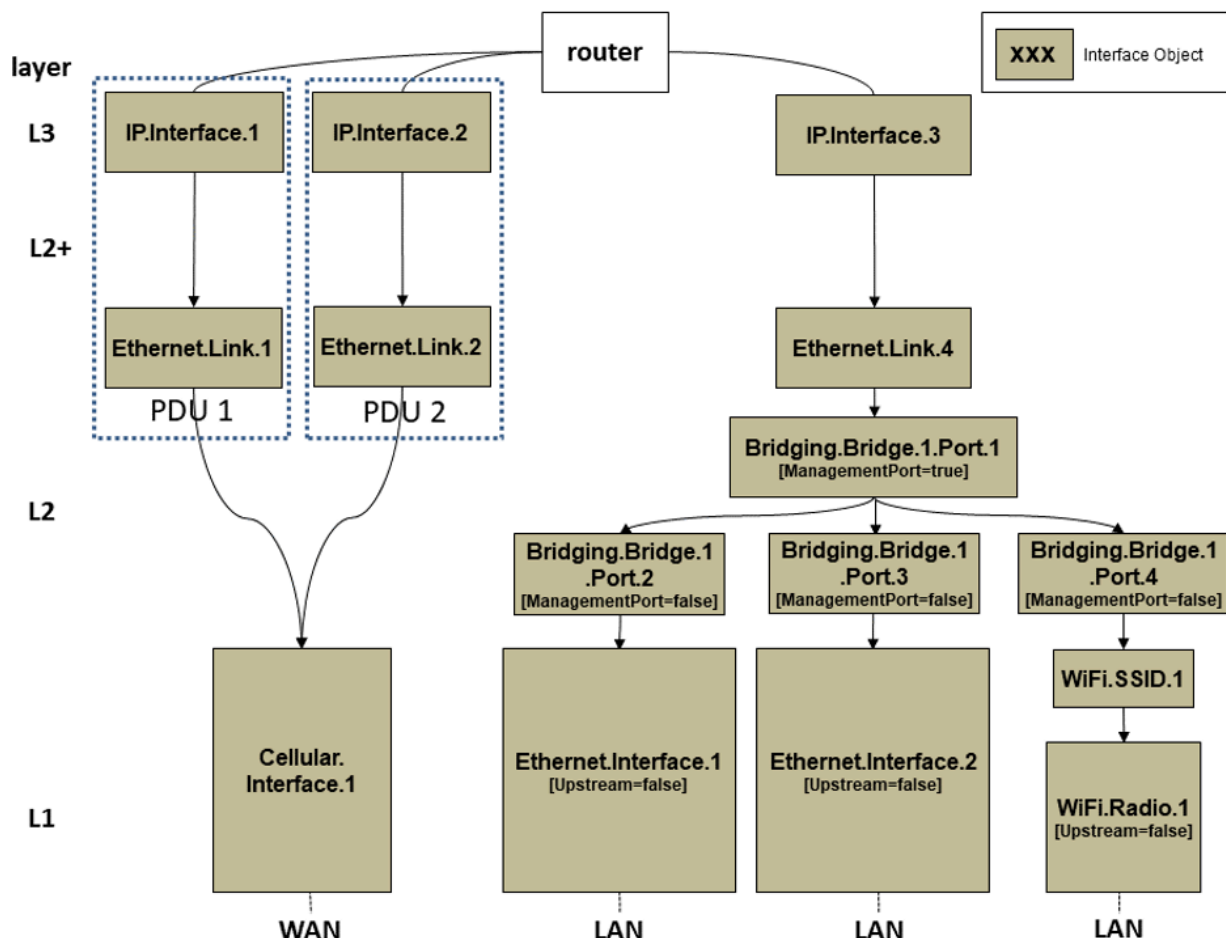 router
XXX
Interface Object
layer
L3
IP.Interface.1
IP.Interface.2
IP.Interface.3
L2+
Ethernet.Link.1
Ethernet.Link.2
Ethernet.Link.4
PDU 1
PDU 2
Bridging.Bridge.1.Port.1
[ManagementPort=true]
L2
Bridging.Bridge.1
.Port.2
[ManagementPort=false]
Bridging.Bridge.1
.Port.3
[ManagementPort=false]
Bridging.Bridge.1
.Port.4
[ManagementPort=false]
WiFi.SSID.1
Cellular.
Interface.1
Ethernet.Interface.1
[Upstream=false]
Ethernet.Interface.2
[Upstream=false]
L1
WiFi.Radio.1
[Upstream=false]
WAN
LAN
LAN
LAN